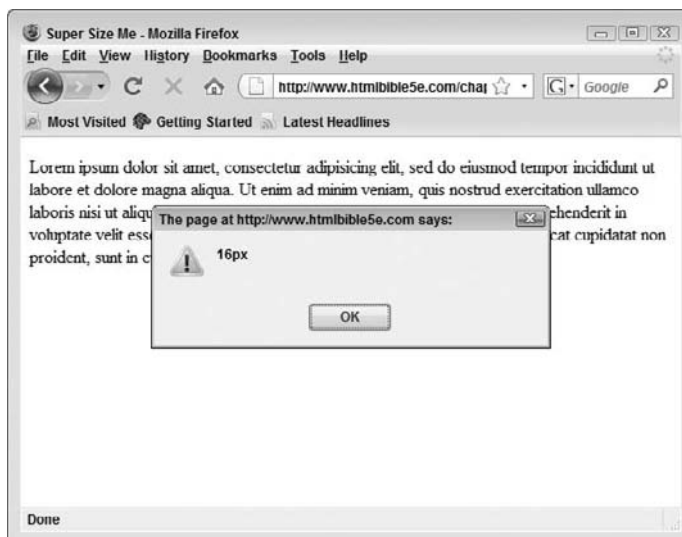 Super Size Me - Mozilla Firefox
File Edit View History Bookmarks Tools Help
http://www.htmlbible5e.com/chap
G Google
Most Visited Getting Started Latest Headlines
Lorem ipsum dolor sit amet, consectetur adipisicing elit, sed do eiusmod tempor incididunt ut
labore et dolore magna aliqua. Ut enim ad minim veniam, quis nostrud exercitation ullamco
laboris nisi ut aliqu ehenderit in
voluptate velit esse cat cupidatat non
proident, sunt in c
The page at http://www.htmlbible5e.com says:
16px
OK
Done